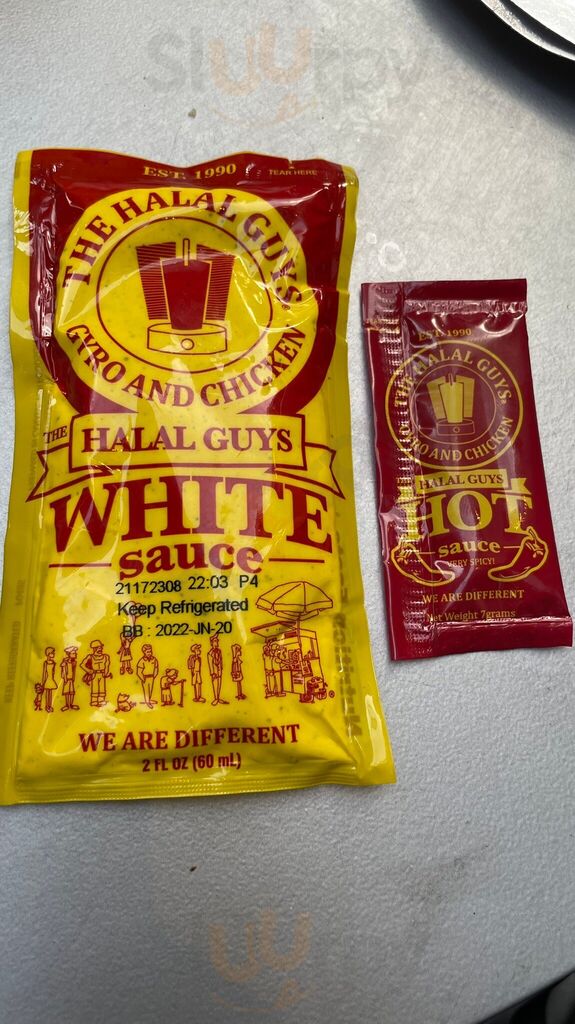 Sluurpy
EST. 1990
TEAR HERE
THE HALAL GUYS
GYRO AND CHICKEN
THE
HALAL GUYS
WHITE
sauce
21172308 22:03 P4
Keep Refrigerated
BB : 2022-JN-20
WE ARE DIFFERENT
2 FL OZ (60 mL)
EST. 1990
THE HALAL GUYS
GYRO AND CHICKEN
HALAL GUYS
HOT
sauce
VERY SPICY!
WE ARE DIFFERENT
Net Weight 7grams
uu